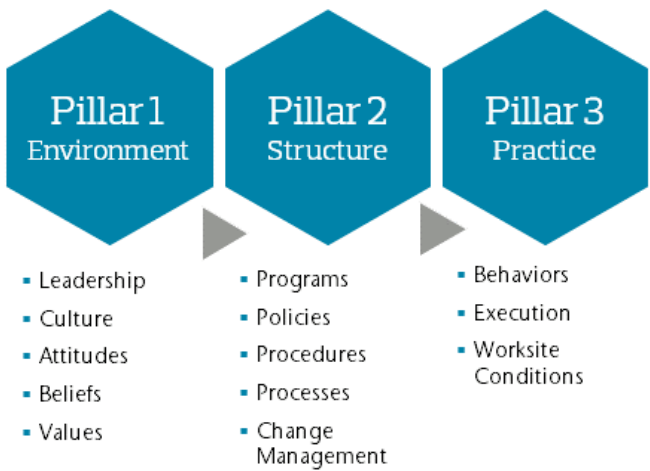 Pillar 1
Environment
Leadership
Culture
Attitudes
Beliefs
Values
Pillar 2
Structure
Programs
Policies
Procedures
Processes
Change
Management
Pillar 3
Practice
Behaviors
Execution
Worksite
Conditions